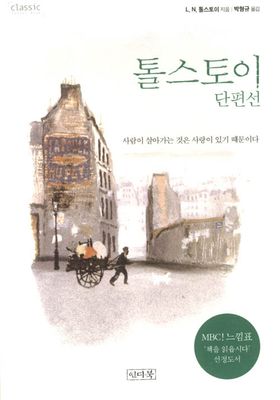 classic
L. N. 톨스토이 지음 | 박형규 옮김
톨스토이
단편선
사람이 살아가는 것은 사랑이 있기 때문이다
MBC! 느낌표
'책을 읽읍시다'
선정도서
인디북